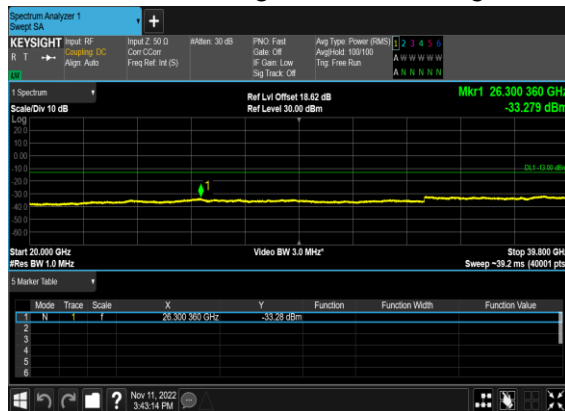 Spectrum Analyzer 1
Swept SA
+
KEYSIGHT Input: RF Input Z: 50 Ω #Atten: 30 dB PNO: Fast Avg Type: Power (RMS) 1 2 3 4 5 6
R T Coupling: DC Corr CCorr Gate: Off Avg|Hold: 100/100 A W W W W W
Align: Auto Freq Ref: Int (S) IF Gain: Low Trig: Free Run
LW Sig Track: Off A N N N N N
1 Spectrum Ref Lvl Offset 18.62 dB Mkr1 26.300 360 GHz
Scale/Div 10 dB Ref Level 30.00 dBm -33.279 dBm
Log
20.0
10.0
0.00
-10.0 DL1 -13.00 dBm
-20.0
1
-30.0
-40.0
-50.0
-60.0
Start 20.000 GHz Video BW 3.0 MHz* Stop 39.800 GHz
#Res BW 1.0 MHz Sweep ~39.2 ms (40001 pts)
5 Marker Table
Mode Trace Scale X Y Function Function Width Function Value
1 N 1 f 26.300 360 GHz -33.28 dBm
2
3
4
5
6
? Nov 11, 2022
3:43:14 PM